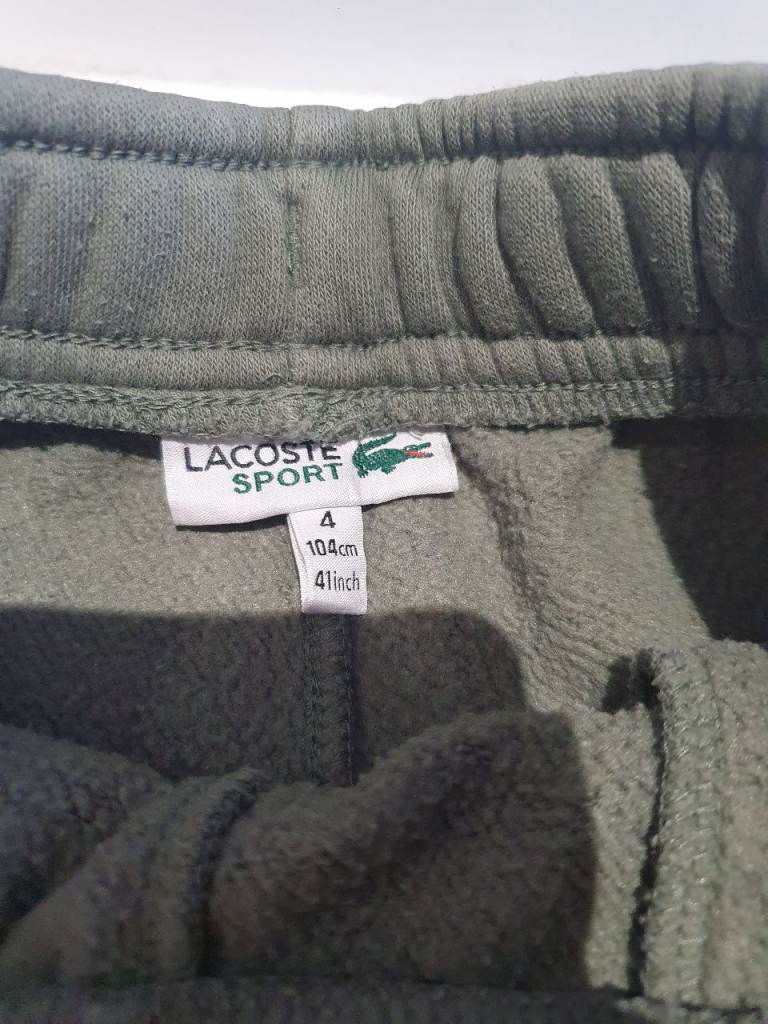 LACOSTE
SPORT
4
104cm
41inch